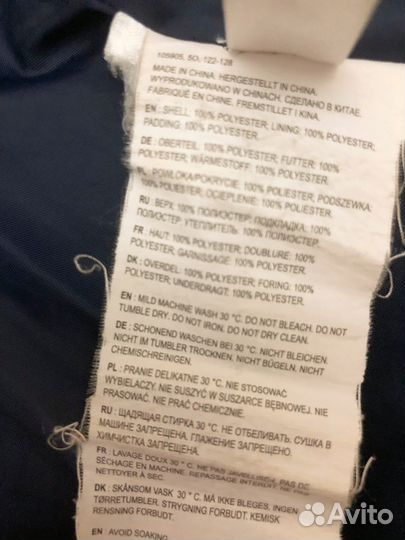 105905, 5D, 122-128
MADE IN CHINA. HERGESTELLT IN CHINA.
WYPRODUKOWANO W CHINACH. СДЕЛАНО В КИТАЕ.
FABRIQUÉ EN CHINE. FREMSTILLET I KINA.
EN : SHELL: 100% POLYESTER; LINING: 100% POLYESTER;
PADDING: 100% POLYESTER.
DE : OBERTEIL: 100% POLYESTER; FUTTER: 100%
POLYESTER; WÄRMESTOFF: 100% POLYESTER.
PL : POWŁOKA/POKRYCIE: 100% POLIESTER, PODSZEWKA:
100% POLIESTER; OCIEPLENIE: 100% POLIESTER.
RU : ВЕРХ: 100% ПОЛИЭСТЕР; ПОДКЛАДКА: 100%
ПОЛИЭСТЕР; УТЕПЛИТЕЛЬ: 100% ПОЛИЭСТЕР.
FR : HAUT: 100% POLYESTER; DOUBLURE: 100%
POLYESTER; GARNISSAGE: 100% POLYESTER.
DK : OVERDEL: 100% POLYESTER; FORING: 100%
POLYESTER; UNDERDRAGT: 100% POLYESTER.
EN : MILD MACHINE WASH 30 °C. DO NOT BLEACH. DO NOT
TUMBLE DRY. DO NOT IRON. DO NOT DRY CLEAN.
DE : SCHONEND WASCHEN BEI 30 °C. NICHT BLEICHEN.
NICHT IM TUMBLER TROCKNEN. NICHT BÜGELN. NICHT
CHEMISCHREINIGEN.
PL : PRANIE DELIKATNE 30 °C. NIE STOSOWAĆ
WYBIELACZY. NIE SUSZYĆ W SUSZARCE BĘBNOWEJ. NIE
PRASOWAĆ. NIE PRAĆ CHEMICZNIE.
RU : ЩАДЯЩАЯ СТИРКА 30 °C. НЕ ОТБЕЛИВАТЬ. СУШКА В
МАШИНЕ ЗАПРЕЩЕНА. ГЛАЖЕНИЕ ЗАПРЕЩЕНО.
ХИМЧИСТКА ЗАПРЕЩЕНА.
FR : LAVAGE DOUX 30 ° C. NE PAS JAVELLISER. PAS DE
SÉCHAGE EN MACHINE. REPASSAGE INTERDIT. NE PAS
NETTOYER À SEC.
DK : SKÅNSOM VASK 30 °C. MÅ IKKE BLEGES, INGEN
TØRRETUMBLER. STRYGNING FORBUDT. KEMISK
RENSNING FORBUDT.
EN : AVOID SOAKING
Avito